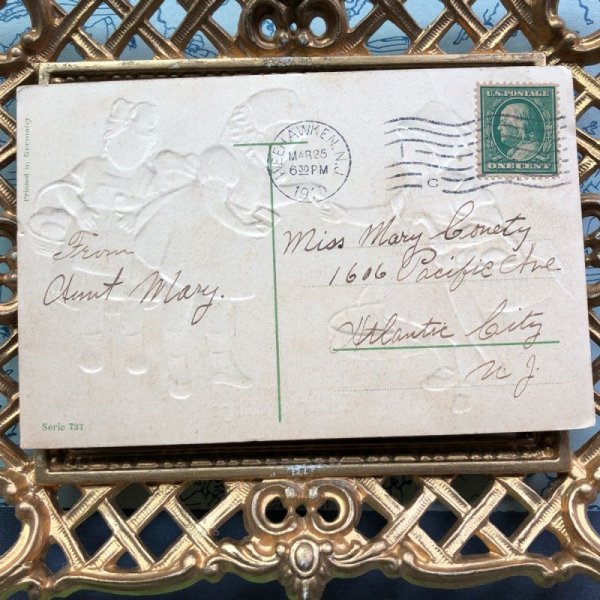 Printed in Germany
WEEHAWKEN, N.J.
MAR 25
6 30 PM
1910
C
U.S. POSTAGE
ONE CENT
From
Aunt Mary.
Miss Mary Conety
1606 Pacific Ave
Atlantic City
N. J.
Serie 737